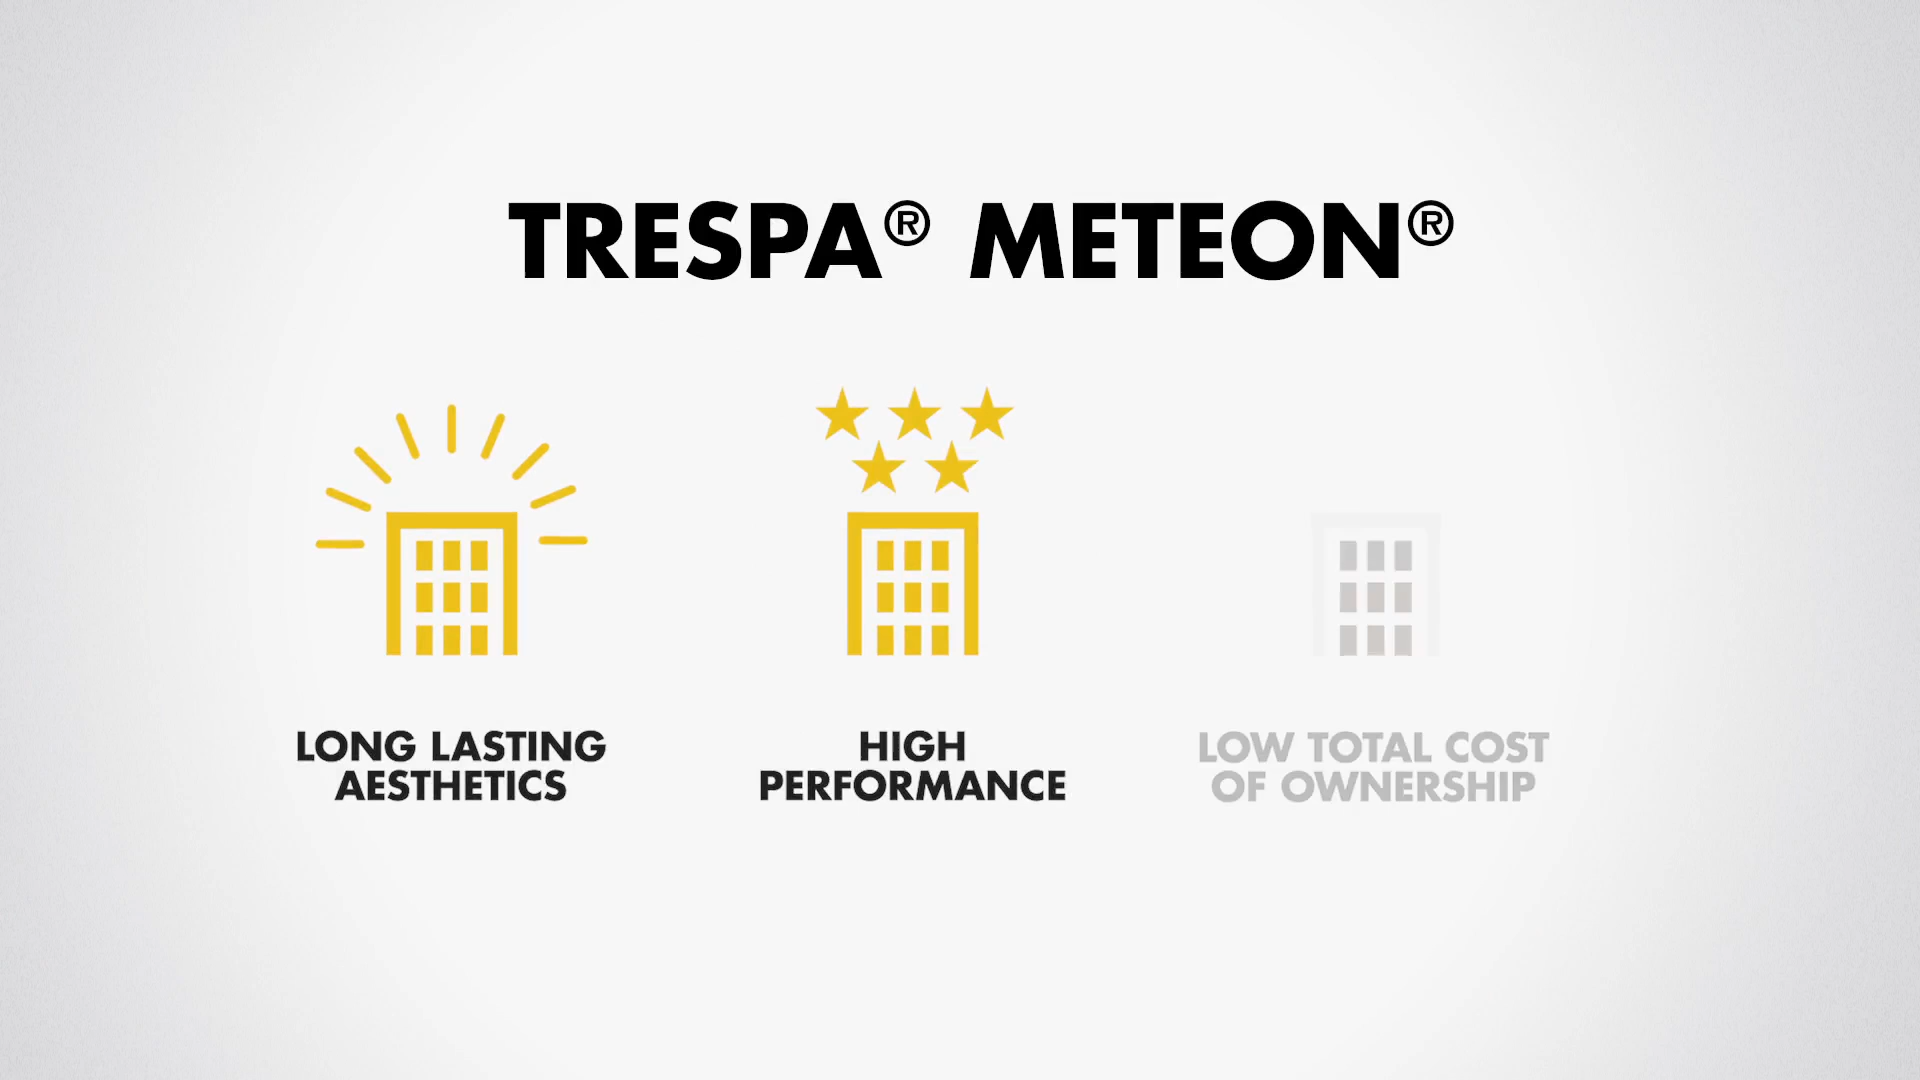 TRESPA® METEON®
LONG LASTING
AESTHETICS
HIGH
PERFORMANCE
LOW TOTAL COST
OF OWNERSHIP